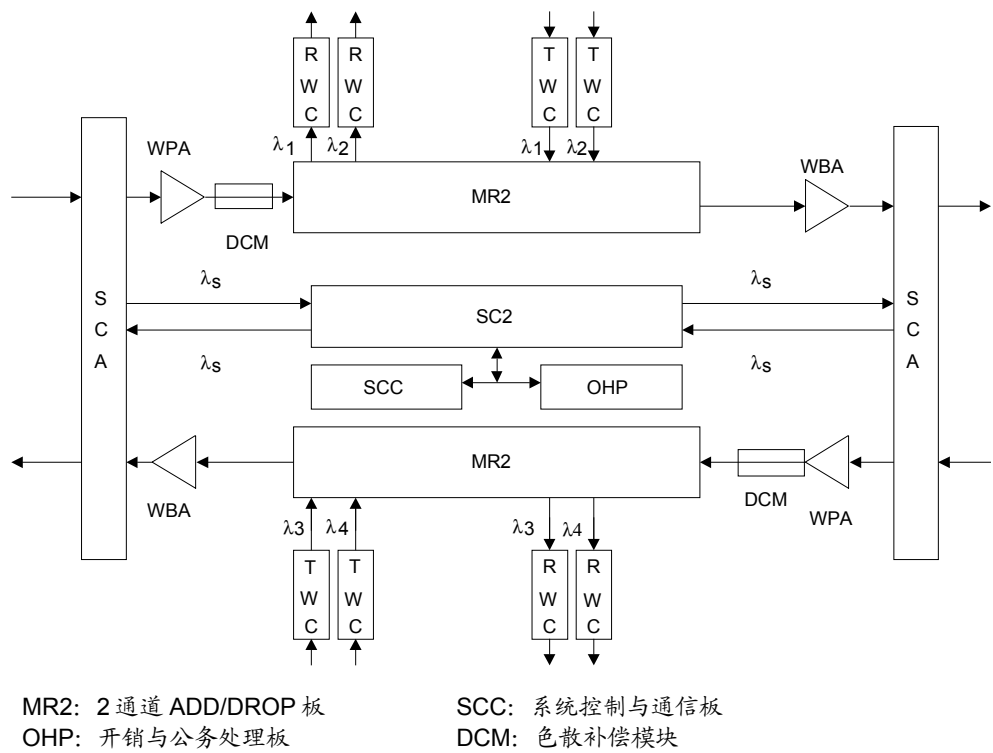 R W C
R W C
T W C
T W C
λ1
λ2
λ1
λ2
WPA
WBA
MR2
DCM
λs
λs
S C A
SC2
S C A
λs
λs
SCC
OHP
MR2
WBA
DCM
WPA
λ3
λ4
λ3
λ4
T W C
T W C
R W C
R W C
MR2: 2通道 ADD/DROP 板
SCC: 系统控制与通信板
OHP: 开销与公务处理板
DCM: 色散补偿模块